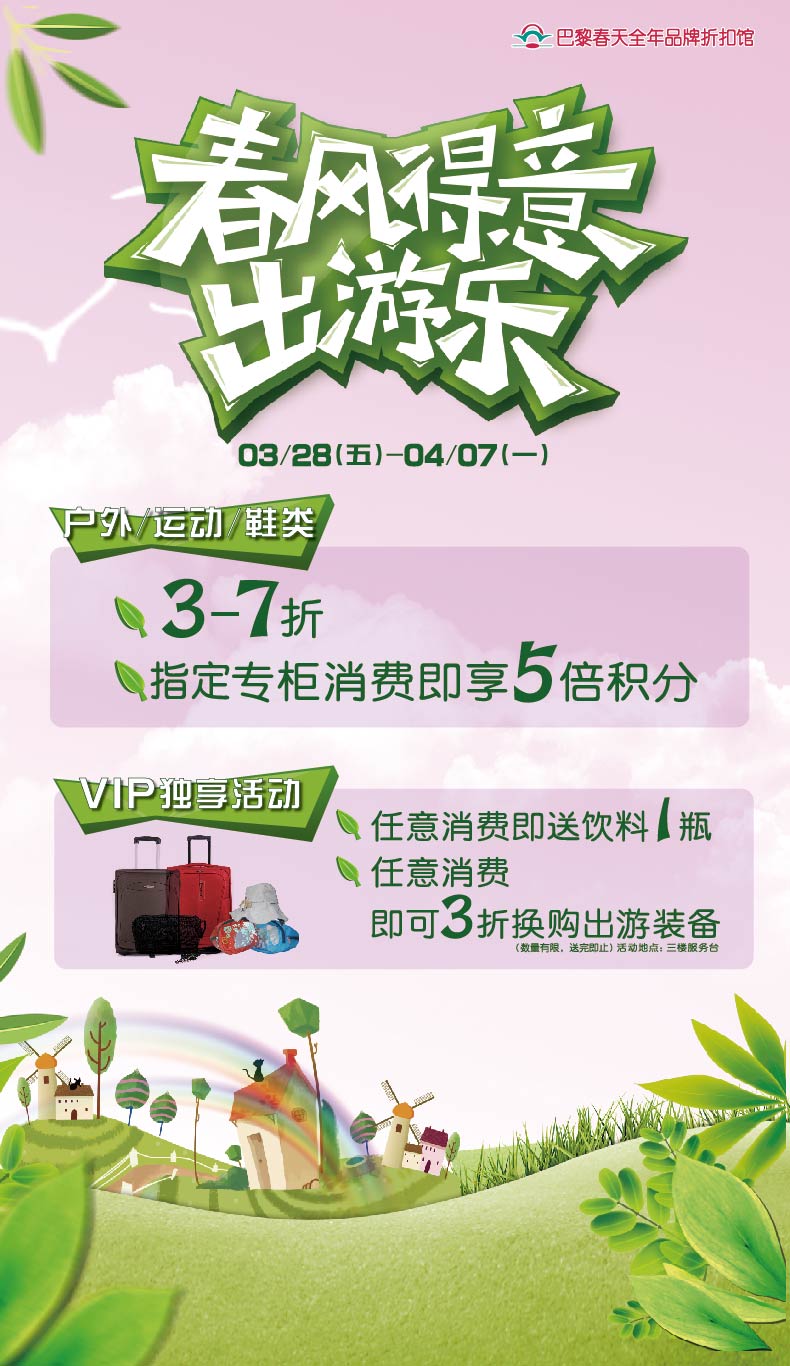 巴黎春天全年品牌折扣馆
春风得意
出游乐
03/28(五)-04/07(一)
户外/运动/鞋类
3-7折
指定专柜消费即享5倍积分
VIP独享活动
任意消费即送饮料1瓶
任意消费
即可3折换购出游装备
(数量有限，送完即止)活动地点：三楼服务台